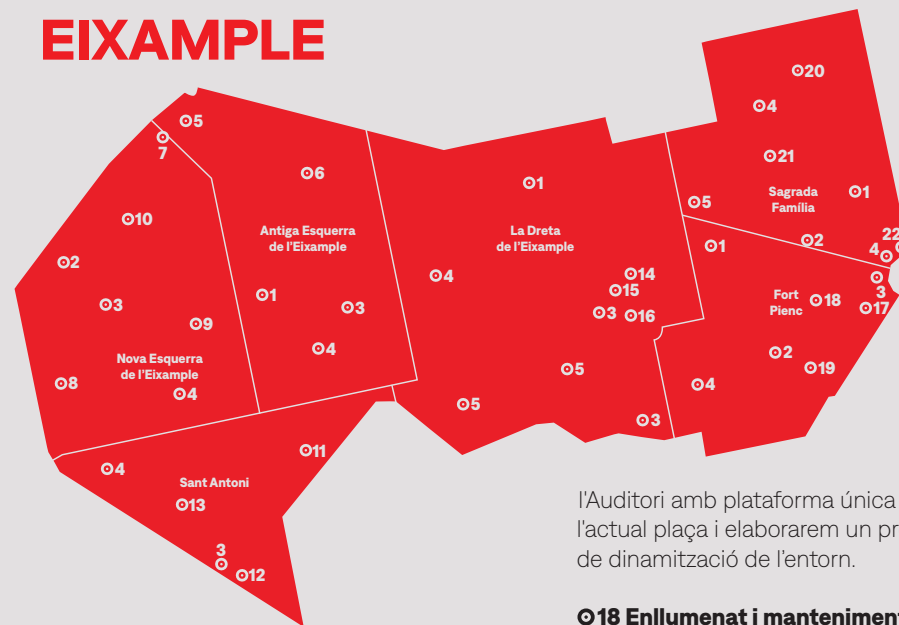 EIXAMPLE
20
4
5
7
21
6
1
Sagrada
Família
1
5
10
Antiga Esquerra
de l'Eixample
La Dreta
de l'Eixample
2
22
1
4
2
4
14
3
15
Fort
Pienc
18
17
1
3
3
3
16
9
4
2
Nova Esquerra
de l'Eixample
19
5
8
4
4
5
3
11
4
Sant Antoni
13
3
12
l'Auditori amb plataforma única
l'actual plaça i elaborarem un pr
de dinamització de l'entorn.
18 Enllumenat i manteniment